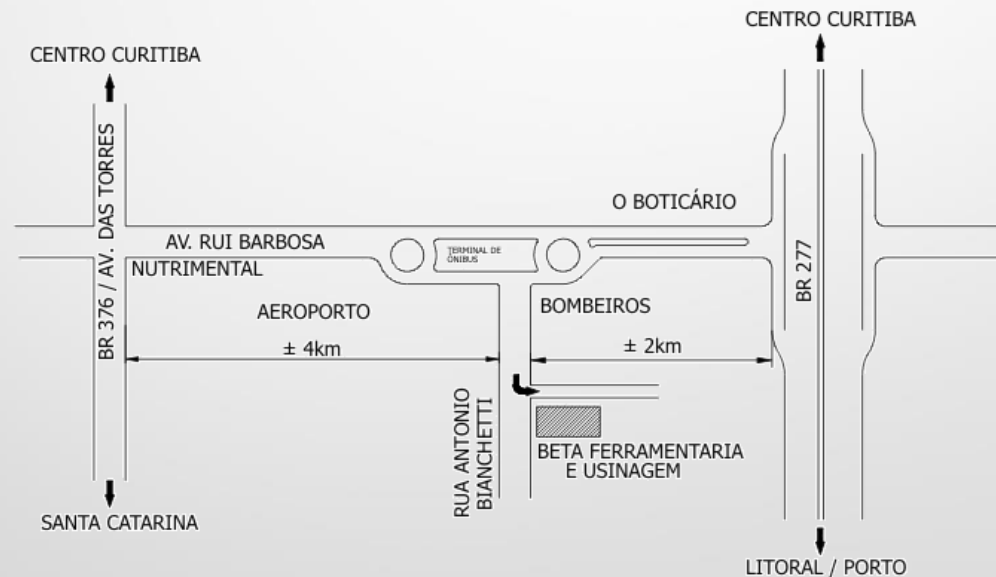 CENTRO CURITIBA
CENTRO CURITIBA
BR 376 / AV. DAS TORRES
O BOTICÁRIO
AV. RUI BARBOSA
TERMINAL DE
ÔNIBUS
BR 277
NUTRIMENTAL
AEROPORTO
BOMBEIROS
± 4km
± 2km
RUA ANTONIO
BIANCHETTI
BETA FERRAMENTARIA
E USINAGEM
SANTA CATARINA
LITORAL / PORTO